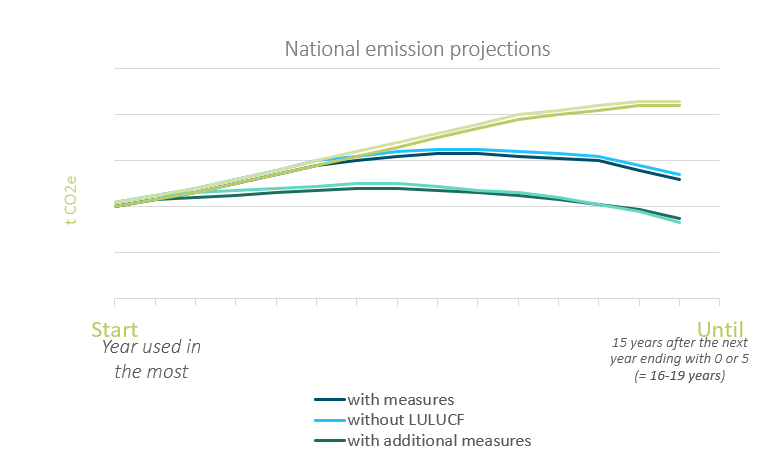 National emission projections
t CO2e
Start
Until
Year used in
the most
15 years after the next
year ending with 0 or 5
(= 16-19 years)
with measures
without LULUCF
with additional measures